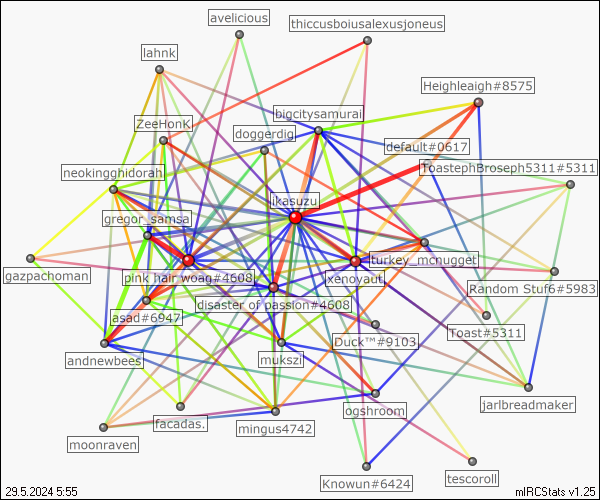 avelicious
thiccusboiusalexusjoneus
lahnk
Heighleaigh#8575
bigcitysamurai
ZeeHonK
doggerdig
default#0617
neokingghidorah
ToastephBroseph5311#5311
ikasuzu
gregor_samsa
turkey_mcnugget
gazpachoman
pink hair woag#4608
xenoyaut
Random Stuf6#5983
disaster of passion#4608
asad#6947
Toast#5311
Duck™#9103
andnewbees
mukszi
jarlbreadmaker
ogshroom
facadas.
mingus4742
moonraven
tescoroll
Knowun#6424
29.5.2024 5:55
mIRCStats v1.25